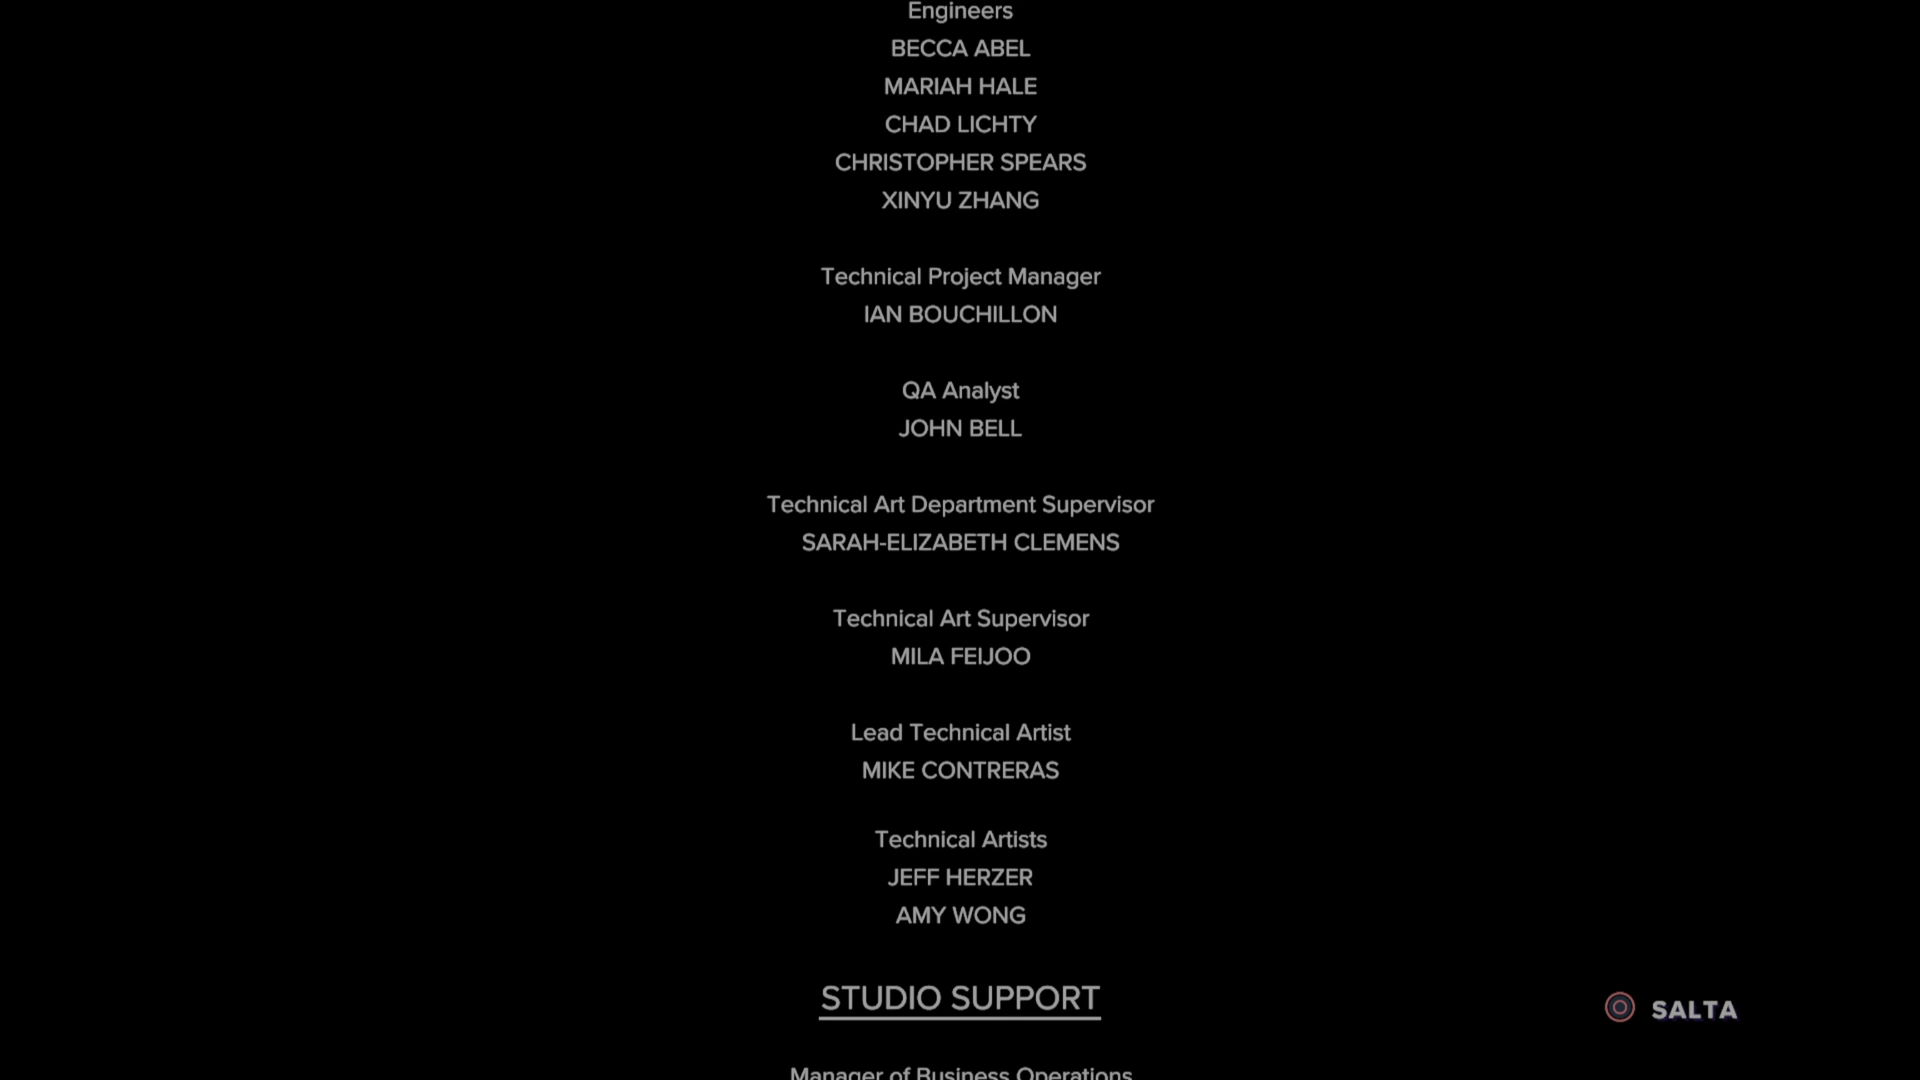 Engineers
BECCA ABEL
MARIAH HALE
CHAD LICHTY
CHRISTOPHER SPEARS
XINYU ZHANG
Technical Project Manager
IAN BOUCHILLON
QA Analyst
JOHN BELL
Technical Art Department Supervisor
SARAH-ELIZABETH CLEMENS
Technical Art Supervisor
MILA FEIJOO
Lead Technical Artist
MIKE CONTRERAS
Technical Artists
JEFF HERZER
AMY WONG
STUDIO SUPPORT
SALTA
Manager of Business Operations